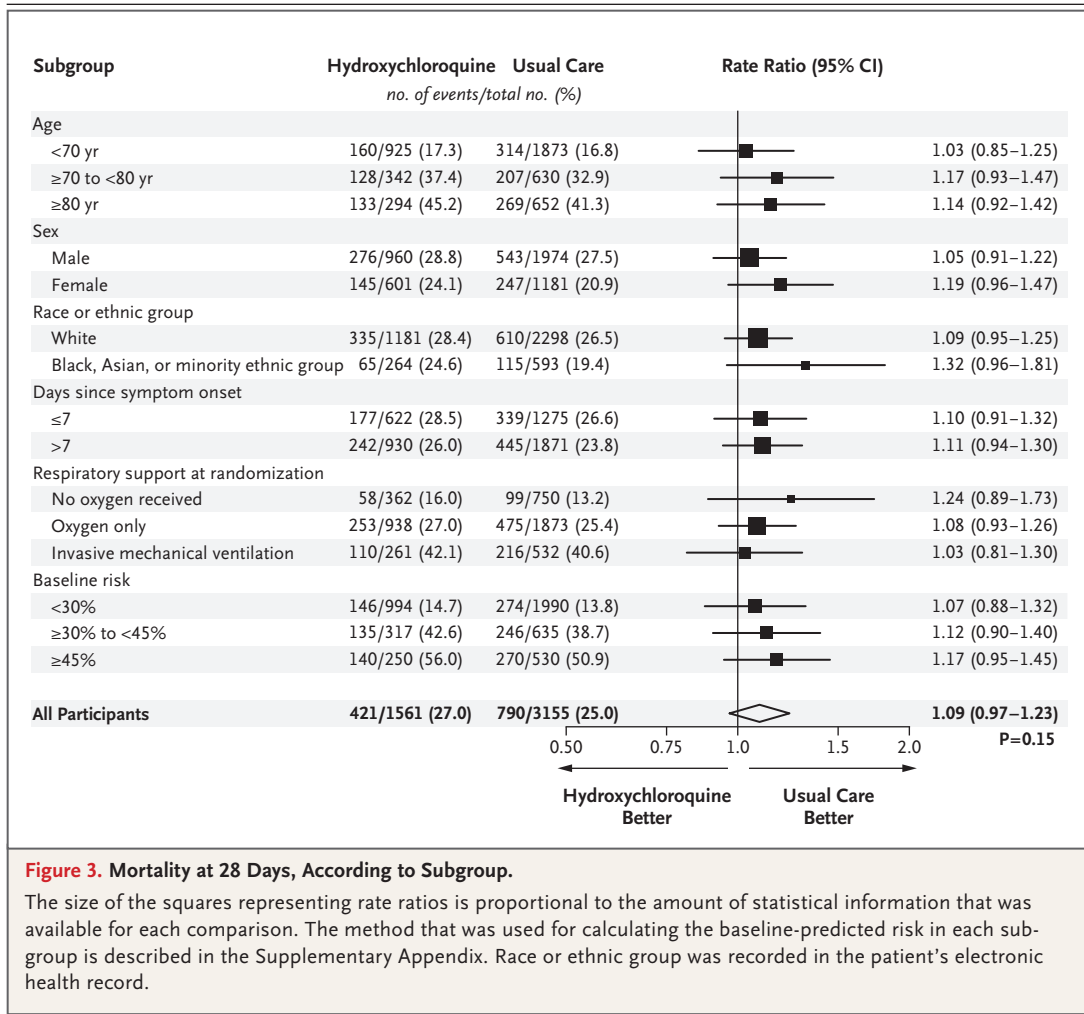 Subgroup Hydroxychloroquine Usual Care Rate Ratio (95% CI)
no. of events/total no. (%)
Age
<70 yr 160/925 (17.3) 314/1873 (16.8) 1.03 (0.85–1.25)
≥70 to <80 yr 128/342 (37.4) 207/630 (32.9) 1.17 (0.93–1.47)
≥80 yr 133/294 (45.2) 269/652 (41.3) 1.14 (0.92–1.42)
Sex
Male 276/960 (28.8) 543/1974 (27.5) 1.05 (0.91–1.22)
Female 145/601 (24.1) 247/1181 (20.9) 1.19 (0.96–1.47)
Race or ethnic group
White 335/1181 (28.4) 610/2298 (26.5) 1.09 (0.95–1.25)
Black, Asian, or minority ethnic group 65/264 (24.6) 115/593 (19.4) 1.32 (0.96–1.81)
Days since symptom onset
≤7 177/622 (28.5) 339/1275 (26.6) 1.10 (0.91–1.32)
>7 242/930 (26.0) 445/1871 (23.8) 1.11 (0.94–1.30)
Respiratory support at randomization
No oxygen received 58/362 (16.0) 99/750 (13.2) 1.24 (0.89–1.73)
Oxygen only 253/938 (27.0) 475/1873 (25.4) 1.08 (0.93–1.26)
Invasive mechanical ventilation 110/261 (42.1) 216/532 (40.6) 1.03 (0.81–1.30)
Baseline risk
<30% 146/994 (14.7) 274/1990 (13.8) 1.07 (0.88–1.32)
≥30% to <45% 135/317 (42.6) 246/635 (38.7) 1.12 (0.90–1.40)
≥45% 140/250 (56.0) 270/530 (50.9) 1.17 (0.95–1.45)
All Participants 421/1561 (27.0) 790/3155 (25.0) 1.09 (0.97–1.23)
P=0.15
0.50 0.75 1.0 1.5 2.0
Hydroxychloroquine Usual Care
Better Better
Figure 3. Mortality at 28 Days, According to Subgroup.
The size of the squares representing rate ratios is proportional to the amount of statistical information that was
available for each comparison. The method that was used for calculating the baseline-predicted risk in each sub-
group is described in the Supplementary Appendix. Race or ethnic group was recorded in the patient's electronic
health record.